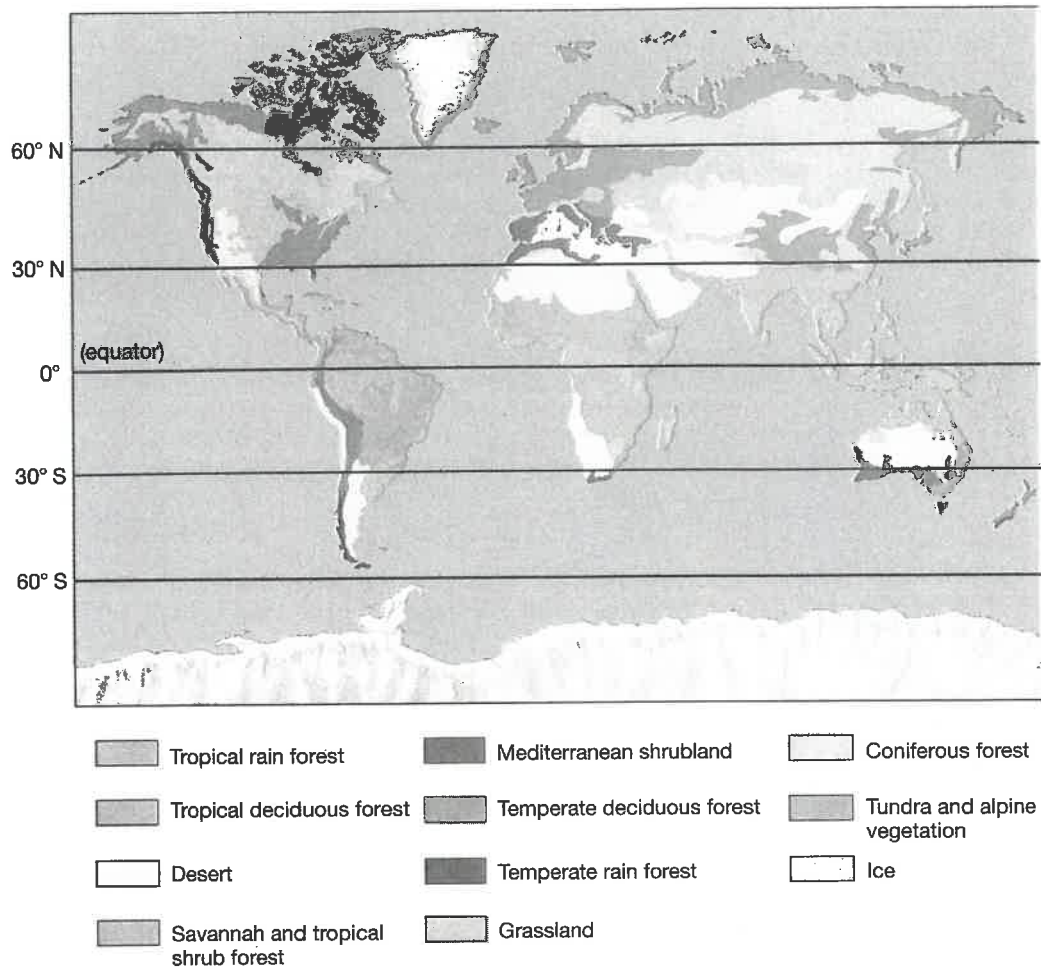 60° N
30° N
(equator)
0°
30° S
60° S
Tropical rain forest
Tropical deciduous forest
Desert
Savannah and tropical
shrub forest
Mediterranean shrubland
Temperate deciduous forest
Temperate rain forest
Grassland
Coniferous forest
Tundra and alpine
vegetation
Ice